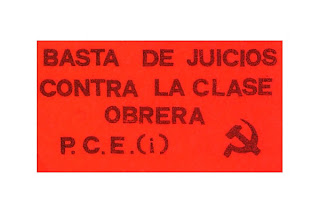 BASTA DE JUICIOS
CONTRA LA CLASE
OBRERA
P.C.E.(i)